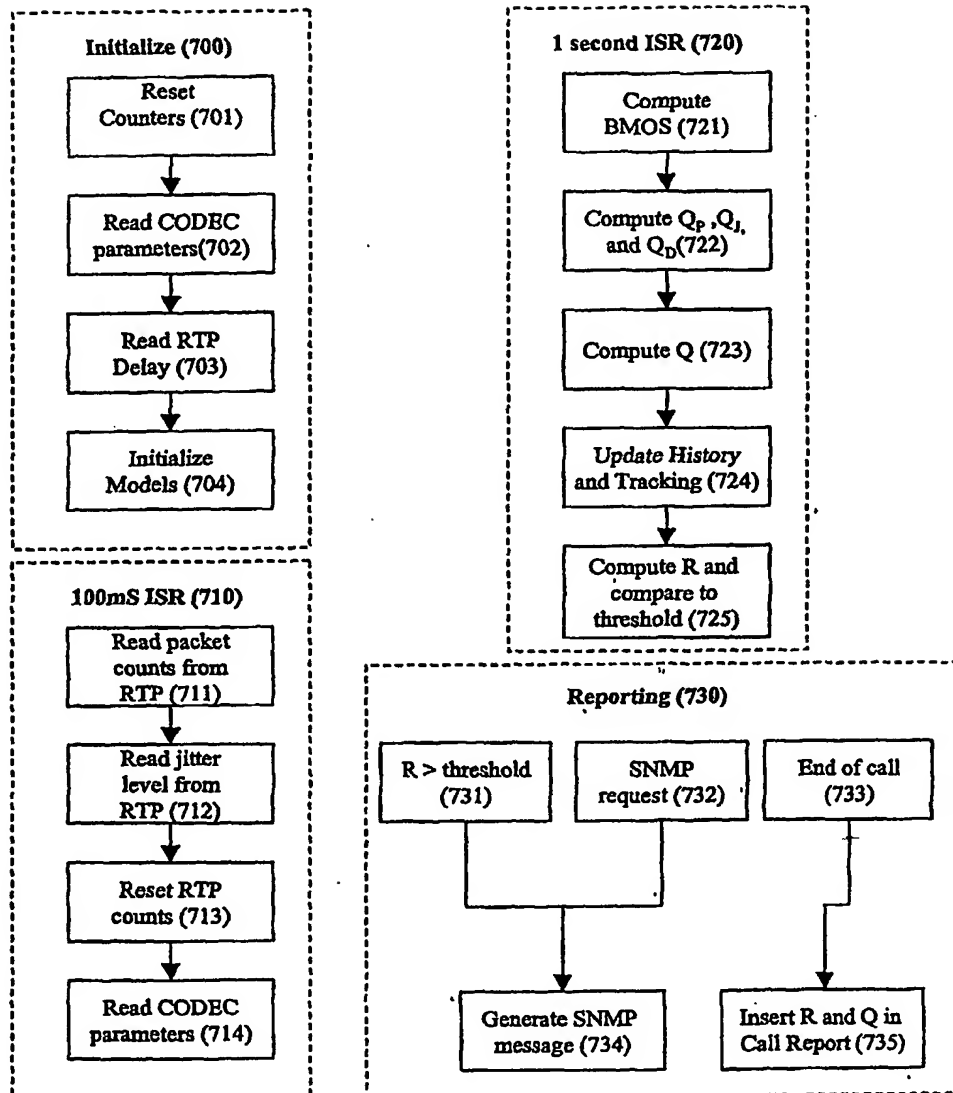 Initialize (700)
Reset
Counters (701)
Read CODEC
parameters(702)
Read RTP
Delay (703)
Initialize
Models (704)
100mS ISR (710)
Read packet
counts from
RTP (711)
Read jitter
level from
RTP (712)
Reset RTP
counts (713)
Read CODEC
parameters (714)
1 second ISR (720)
Compute
BMOS (721)
Compute QP ,QJ,
and QD(722)
Compute Q (723)
Update History
and Tracking (724)
Compute R and
compare to
threshold (725)
Reporting (730)
R > threshold
(731)
SNMP
request (732)
End of call
(733)
Generate SNMP
message (734)
Insert R and Q in
Call Report (735)